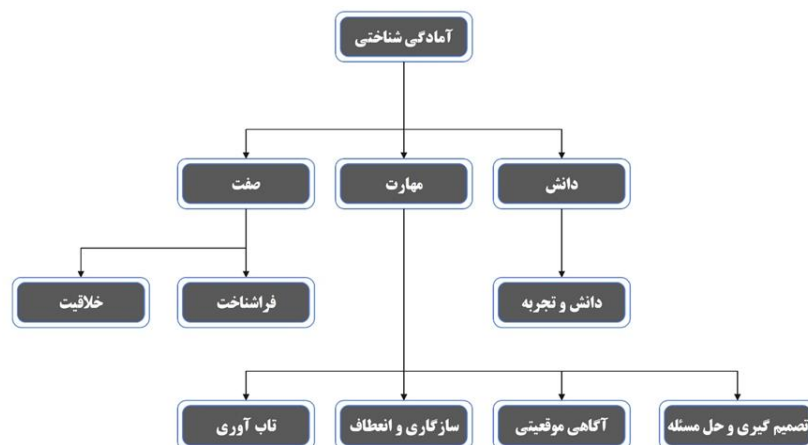 آمادگی شناختی
دانش
مهارت
صفت
دانش و تجربه
فراشناخت
خلاقیت
تصمیم گیری و حل مسئله
آگاهی موقعیتی
سازگاری و انعطاف
تاب آوری